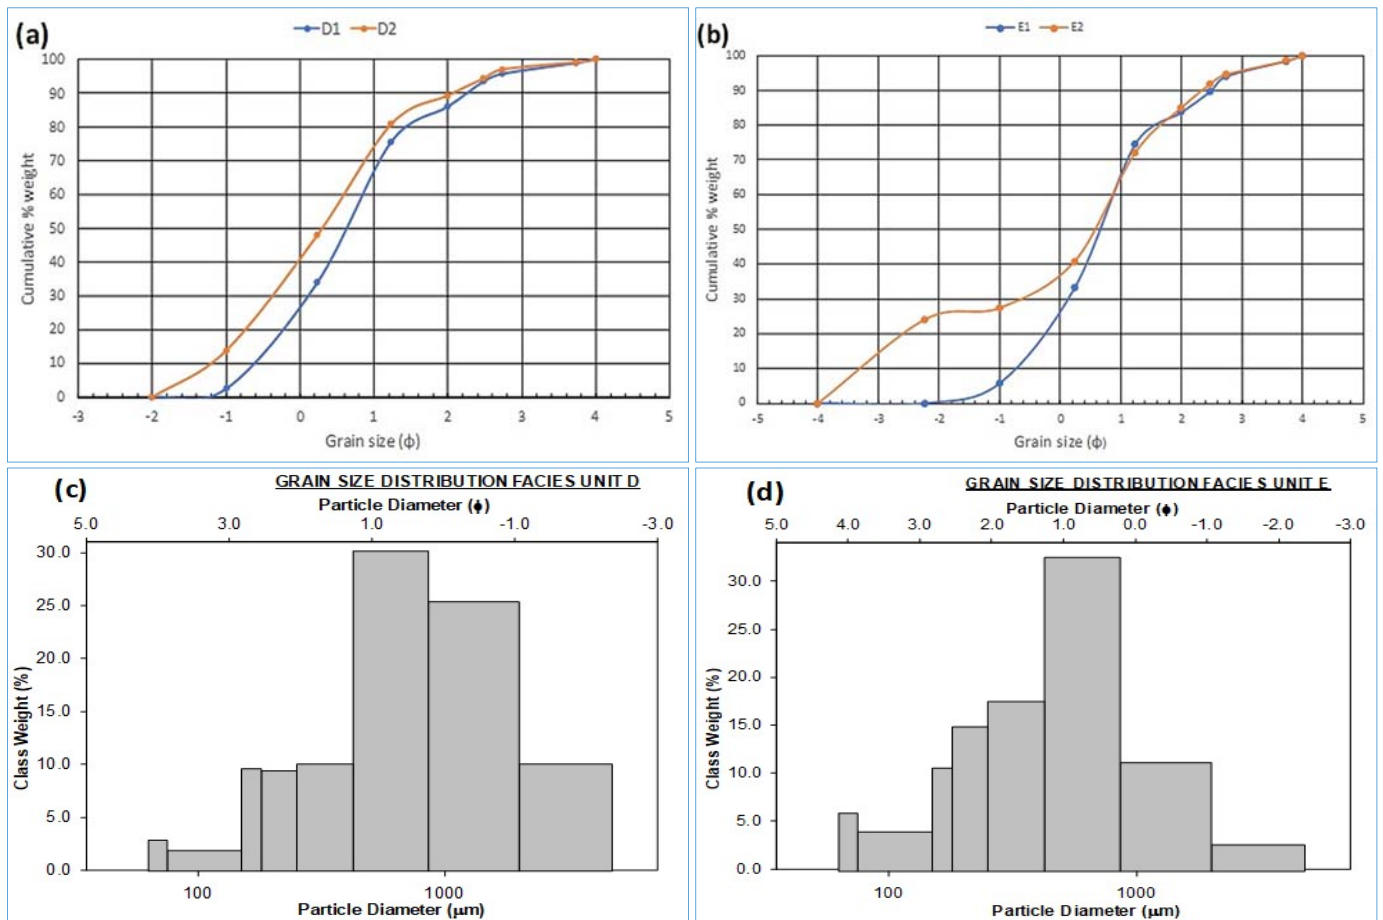 (a)
D1 D2
100
90
80
70
60
50
40
30
20
10
0
Cumulative % weight
-3 -2 -1 0 1 2 3 4 5
Grain size (ϕ)
(b)
E1 E2
100
90
80
70
60
50
40
30
20
10
0
Cumulative % weight
-5 -4 -3 -2 -1 0 1 2 3 4 5
Grain size (ϕ)
(c)
GRAIN SIZE DISTRIBUTION FACIES UNIT D
Particle Diameter (ϕ)
5.0 3.0 1.0 -1.0 -3.0
30.0
25.0
20.0
15.0
10.0
5.0
0.0
Class Weight (%)
100 1000
Particle Diameter (µm)
(d)
GRAIN SIZE DISTRIBUTION FACIES UNIT E
Particle Diameter (ϕ)
5.0 4.0 3.0 2.0 1.0 0.0 -1.0 -2.0 -3.0
30.0
25.0
20.0
15.0
10.0
5.0
0.0
Class Weight (%)
100 1000
Particle Diameter (µm)